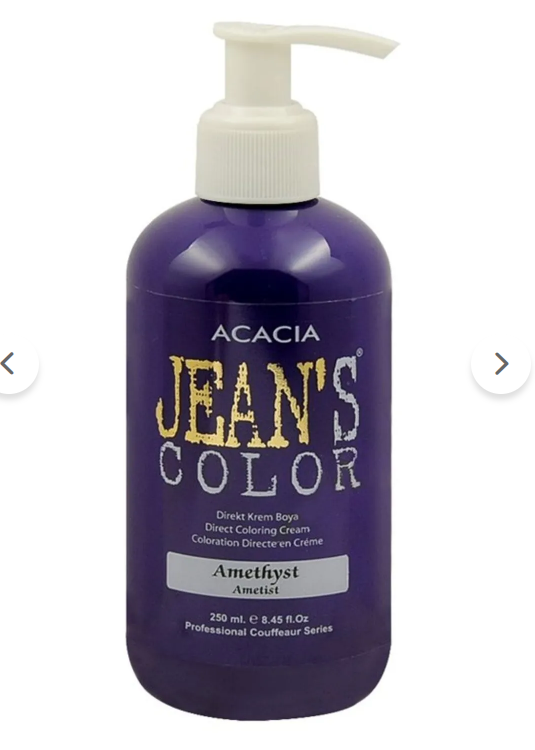 ACACIA
JEAN'S®
COLOR
Direkt Krem Boya
Direct Coloring Cream
Coloration Directe en Créme
Amethyst
Ametist
250 ml. ℮ 8.45 fl.Oz
Professional Couffeaur Series